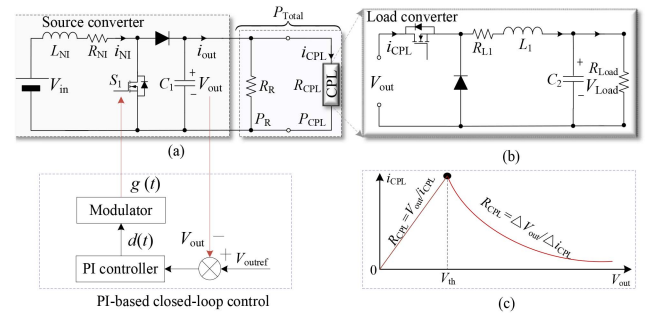 Source converter
L_NI
R_NI
i_NI
i_out
V_in
S_1
C_1
+
V_out
−
(a)
P_Total
i_CPL
R_R
R_CPL
CPL
P_R
P_CPL
Load converter
i_CPL
R_L1
L_1
V_out
C_2
+
−
R_Load
V_Load
(b)
g (t)
Modulator
d(t)
PI controller
V_out
−
+
V_outref
PI-based closed-loop control
i_CPL
R_CPL=V_out/i_CPL
R_CPL=△V_out/△i_CPL
0
V_th
V_out
(c)